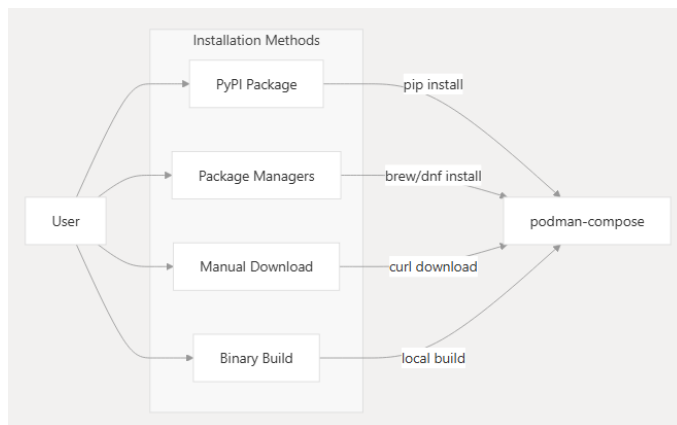 Installation Methods
PyPI Package
pip install
Package Managers
brew/dnf install
User
podman-compose
Manual Download
curl download
Binary Build
local build